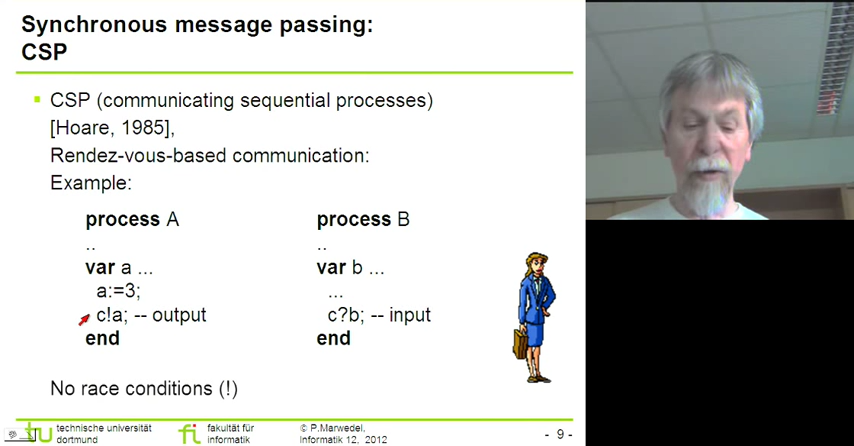 Synchronous message passing:
CSP
CSP (communicating sequential processes)
[Hoare, 1985],
Rendez-vous-based communication:
Example:
process A
..
var a ...
a:=3;
c!a; -- output
end
process B
..
var b ...
...
c?b; -- input
end
No race conditions (!)
tu technische universität
dortmund
fi fakultät für
informatik
© P.Marwedel,
Informatik 12, 2012
- 9 -